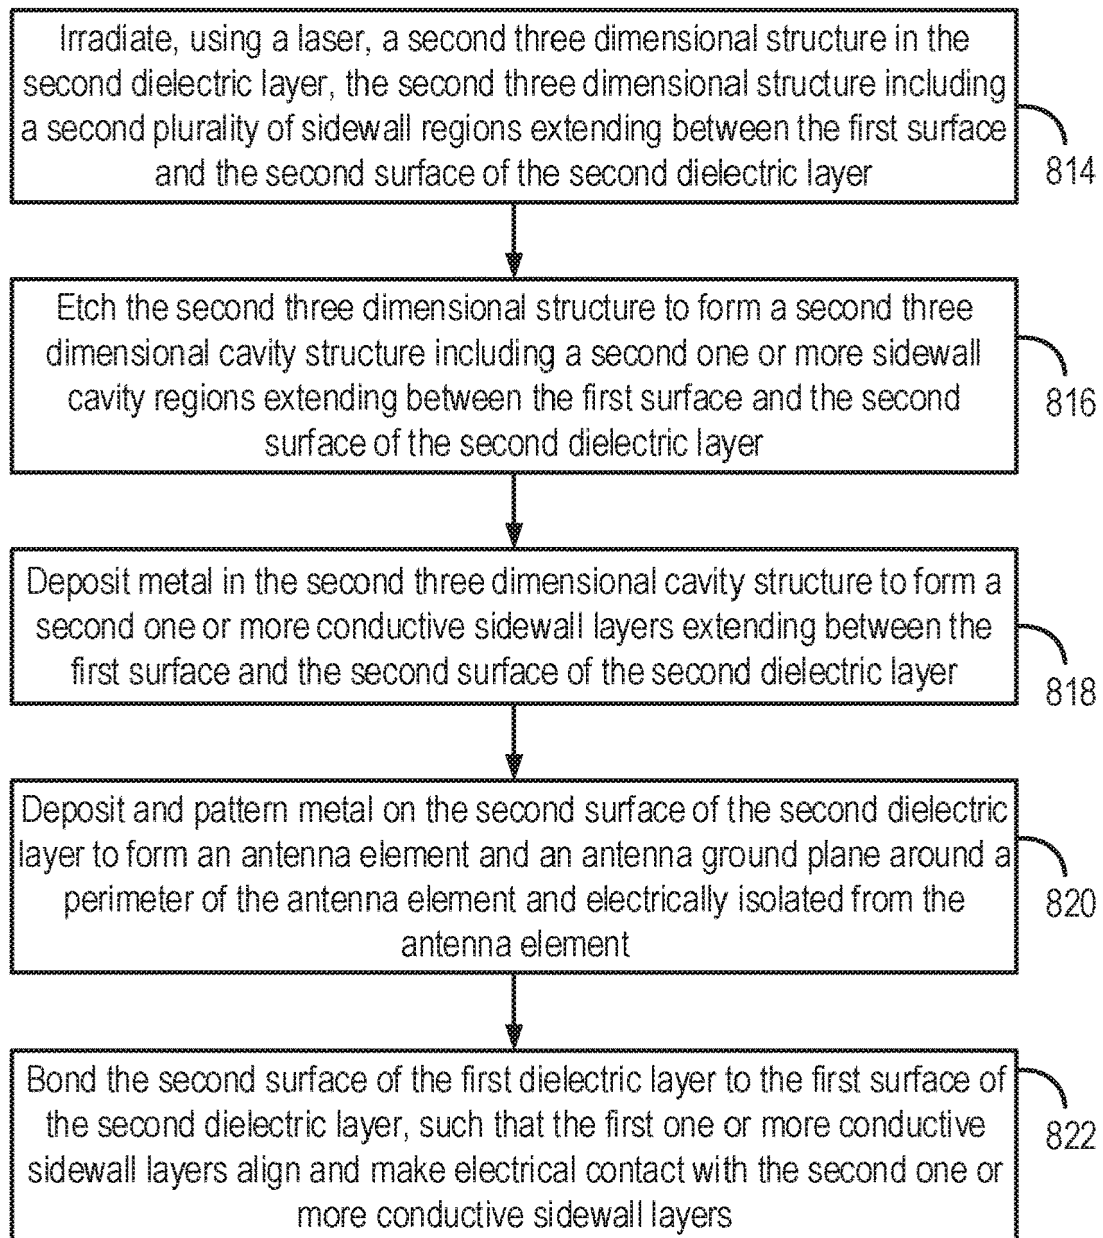 Irradiate, using a laser, a second three dimensional structure in the
second dielectric layer, the second three dimensional structure including
a second plurality of sidewall regions extending between the first surface
and the second surface of the second dielectric layer
814
Etch the second three dimensional structure to form a second three
dimensional cavity structure including a second one or more sidewall
cavity regions extending between the first surface and the second
surface of the second dielectric layer
816
Deposit metal in the second three dimensional cavity structure to form a
second one or more conductive sidewall layers extending between the
first surface and the second surface of the second dielectric layer
818
Deposit and pattern metal on the second surface of the second dielectric
layer to form an antenna element and an antenna ground plane around a
perimeter of the antenna element and electrically isolated from the
antenna element
820
Bond the second surface of the first dielectric layer to the first surface of
the second dielectric layer, such that the first one or more conductive
sidewall layers align and make electrical contact with the second one or
more conductive sidewall layers
822